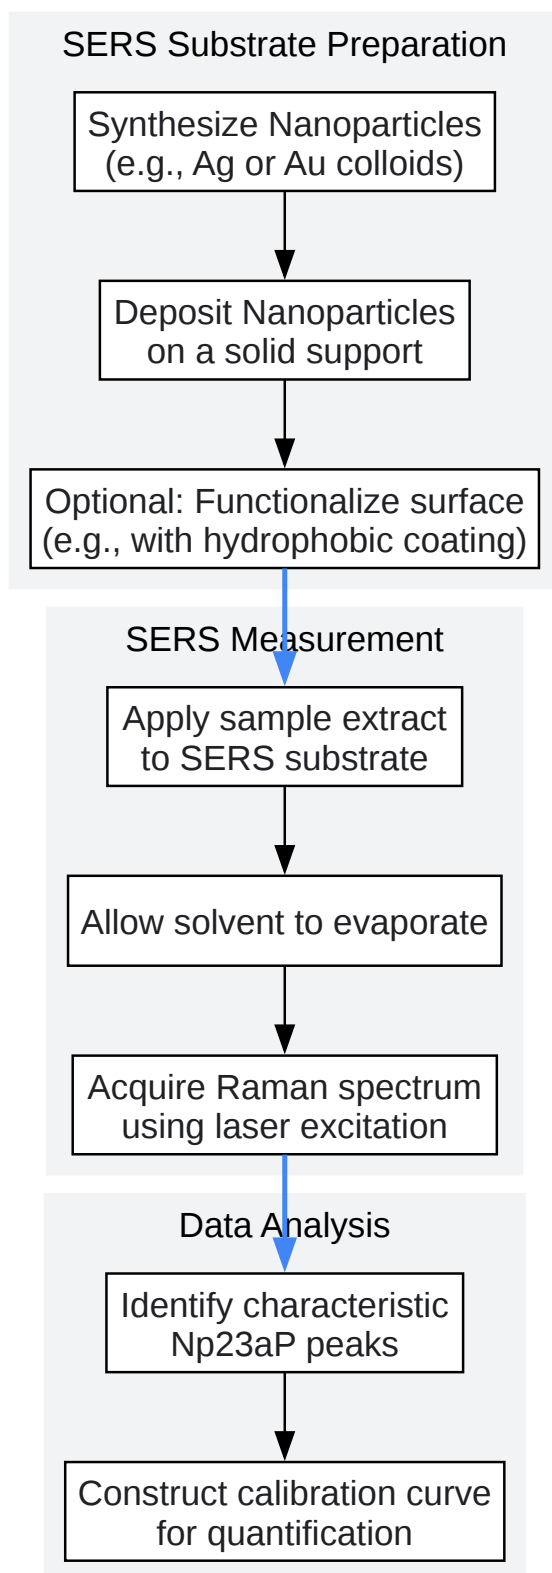 SERS Substrate Preparation
Synthesize Nanoparticles
(e.g., Ag or Au colloids)
Deposit Nanoparticles
on a solid support
Optional: Functionalize surface
(e.g., with hydrophobic coating)
SERS Measurement
Apply sample extract
to SERS substrate
Allow solvent to evaporate
Acquire Raman spectrum
using laser excitation
Data Analysis
Identify characteristic
Np23aP peaks
Construct calibration curve
for quantification